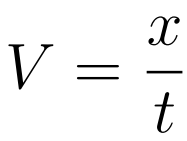 V = x/t